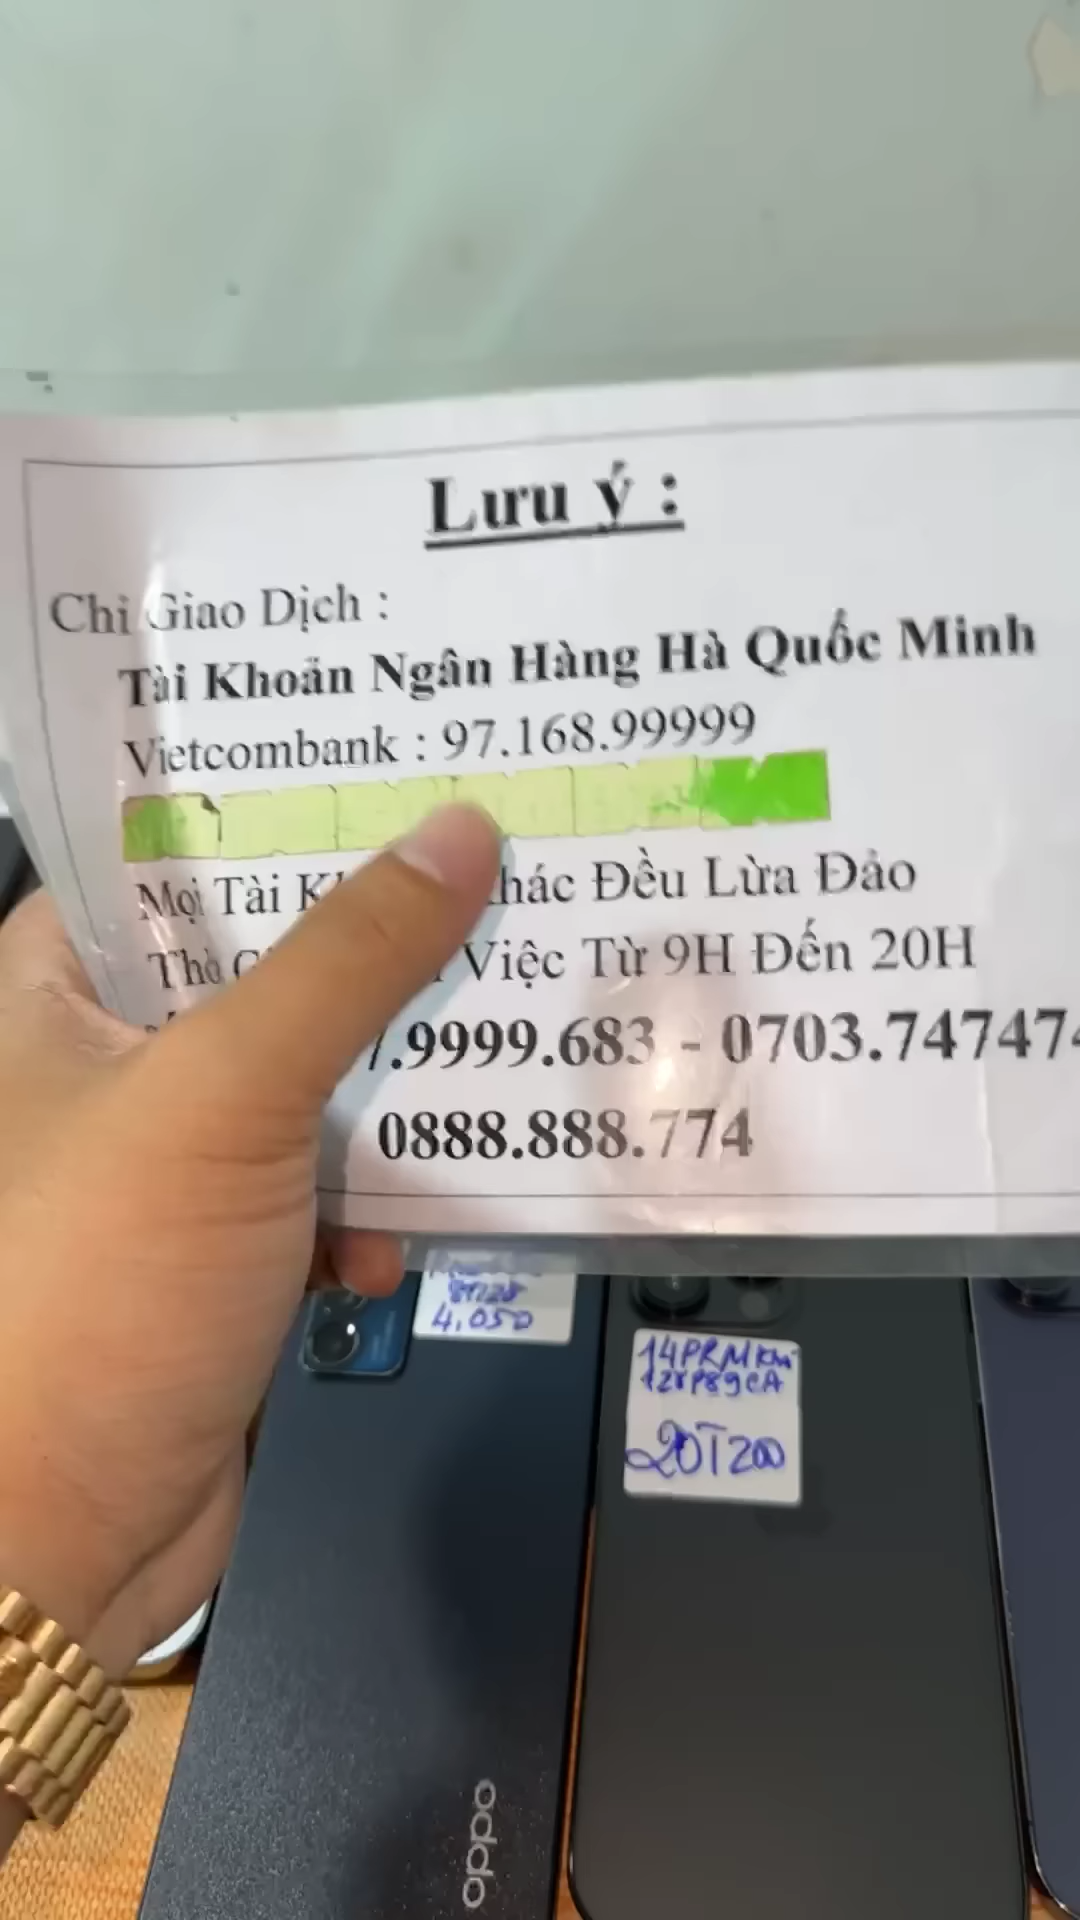 Lưu ý :
Chỉ Giao Dịch :
Tài Khoản Ngân Hàng Hà Quốc Minh
Vietcombank : 97.168.99999
Mọi Tài Khác Đều Lừa Đảo
Việc Từ 9H Đến 20H
.9999.683 - 0703.74747
0888.888.774
4,050
14PRM
20T200
oppo